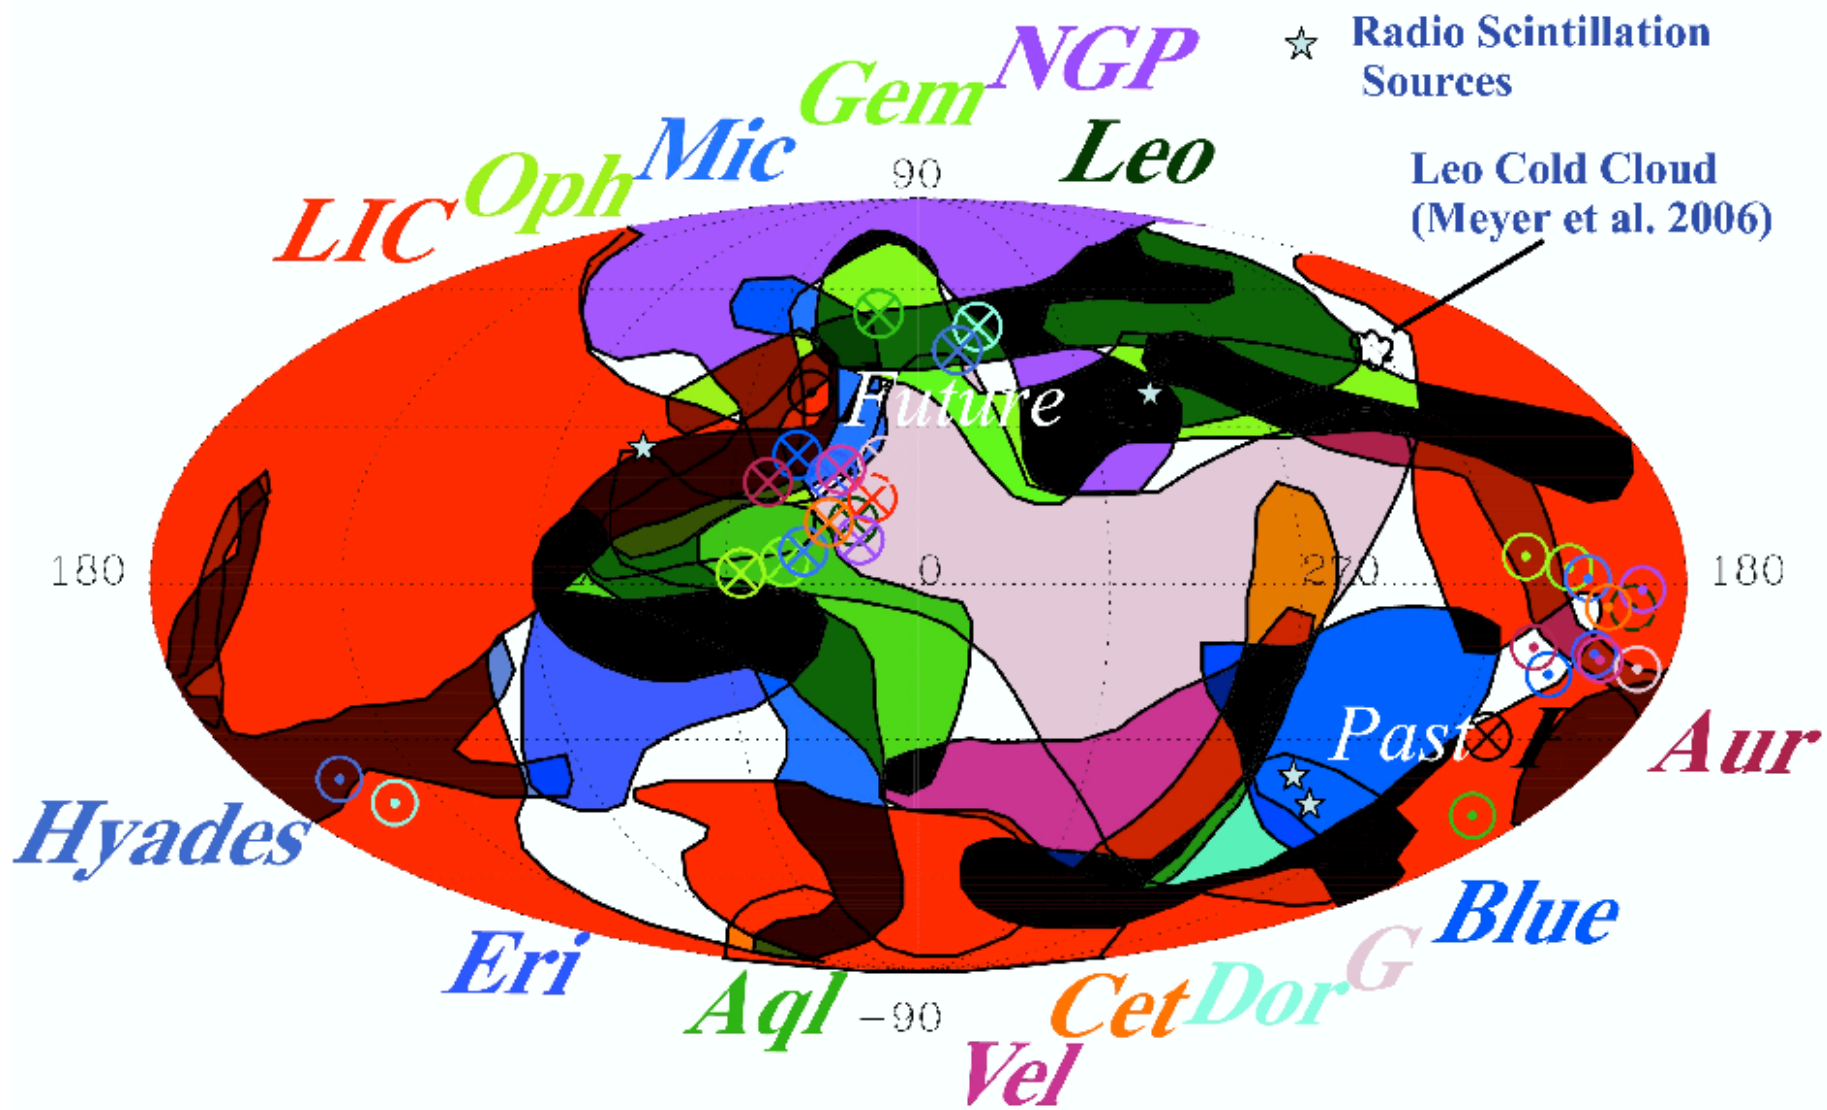 NGP
Radio Scintillation
Sources
Gem
Mic
Leo
90
Leo Cold Cloud
(Meyer et al. 2006)
Oph
LIC
Future
180
0
270
180
Past
Aur
Hyades
Blue
Eri
G
Aql
-90
Cet
Dor
Vel